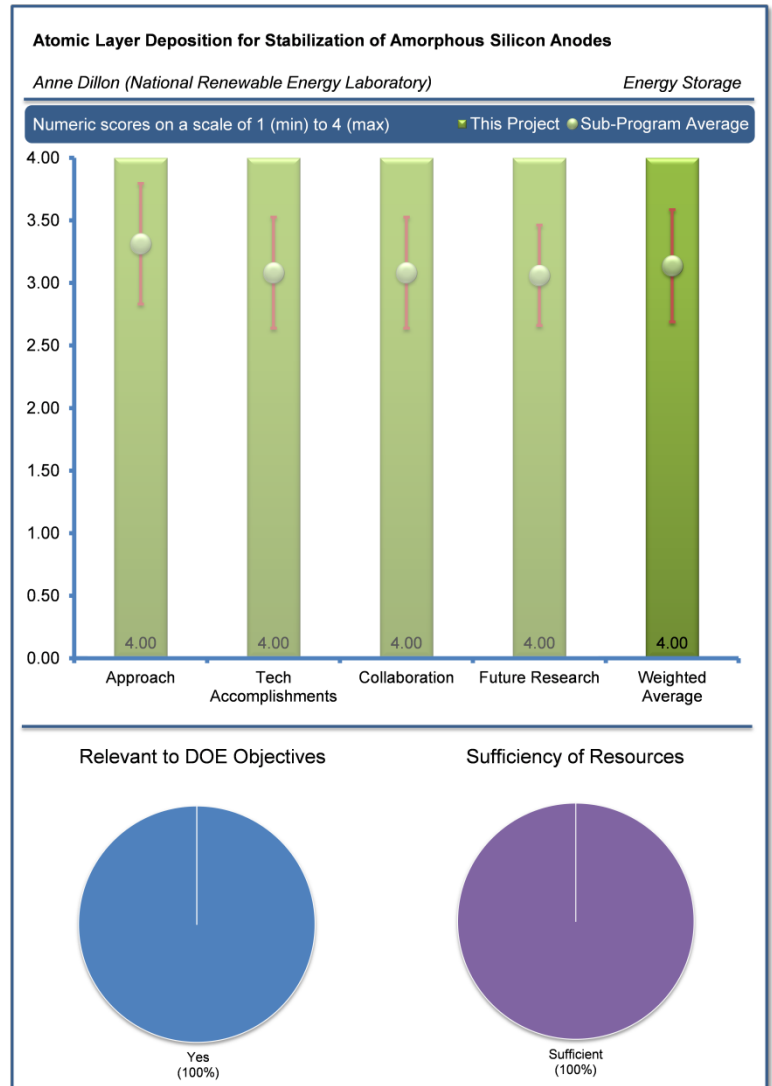 Atomic Layer Deposition for Stabilization of Amorphous Silicon Anodes
Anne Dillon (National Renewable Energy Laboratory) Energy Storage
Numeric scores on a scale of 1 (min) to 4 (max) This Project Sub-Program Average
4.00
3.50
3.00
2.50
2.00
1.50
1.00
0.50
0.00
4.00 4.00 4.00 4.00 4.00
Approach Tech Accomplishments Collaboration Future Research Weighted Average
Relevant to DOE Objectives Sufficiency of Resources
Yes
(100%)
Sufficient
(100%)